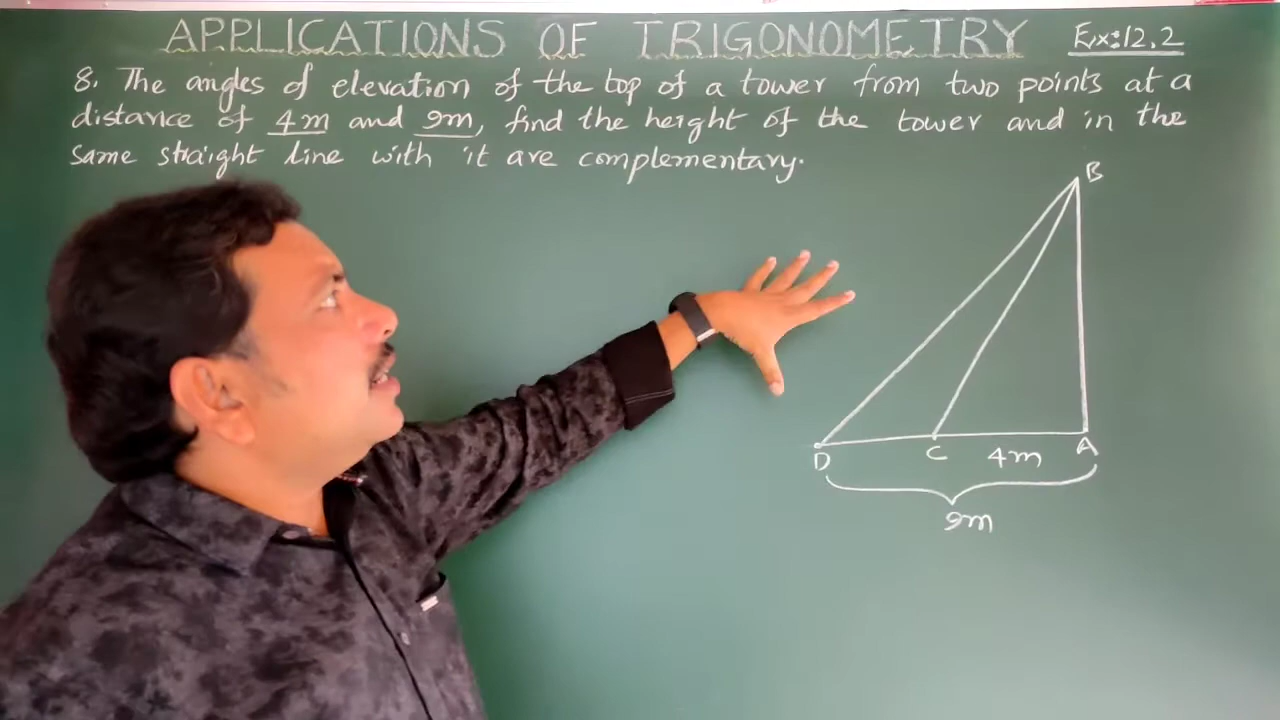 APPLICATIONS OF TRIGONOMETRY Ex:12.2
8. The angles of elevation of the top of a tower from two points at a
distance of 4m and 9m, find the height of the tower and in the
same straight line with it are complementary.
B
D C 4m A
9m